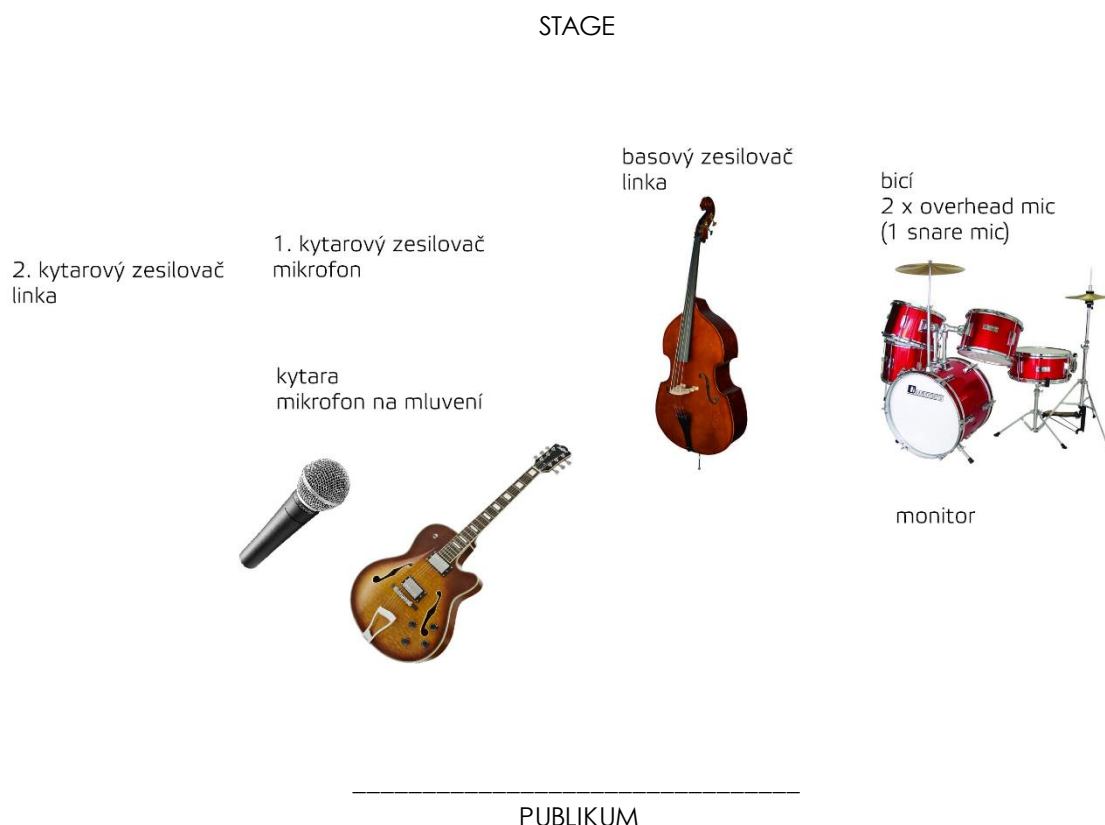 STAGE
basový zesilovač
linka
bicí
2 x overhead mic
(1 snare mic)
1. kytarový zesilovač
mikrofon
2. kytarový zesilovač
linka
kytara
mikrofon na mluvení
monitor
PUBLIKUM